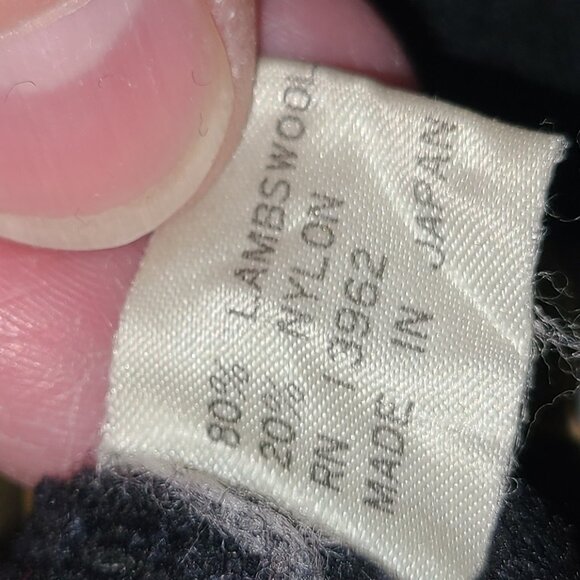 80% LAMBSWOOL
20% NYLON
RN 13962
MADE IN JAPAN